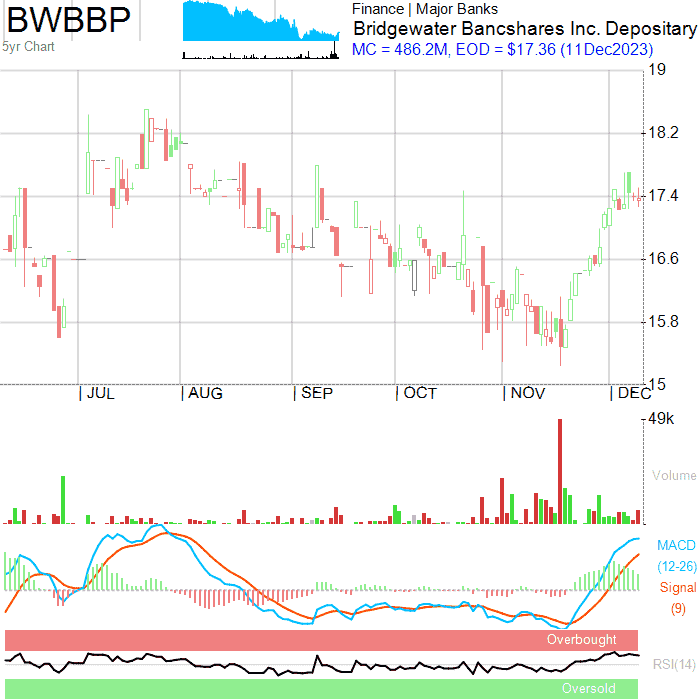 BWBBP
5yr Chart
Finance | Major Banks
Bridgewater Bancshares Inc. Depositary
MC = 486.2M, EOD = $17.36 (11Dec2023)
19
18.2
17.4
16.6
15.8
15
| JUL
| AUG
| SEP
| OCT
| NOV
| DEC
49k
Volume
MACD
(12-26)
Signal
(9)
Overbought
RSI(14)
Oversold